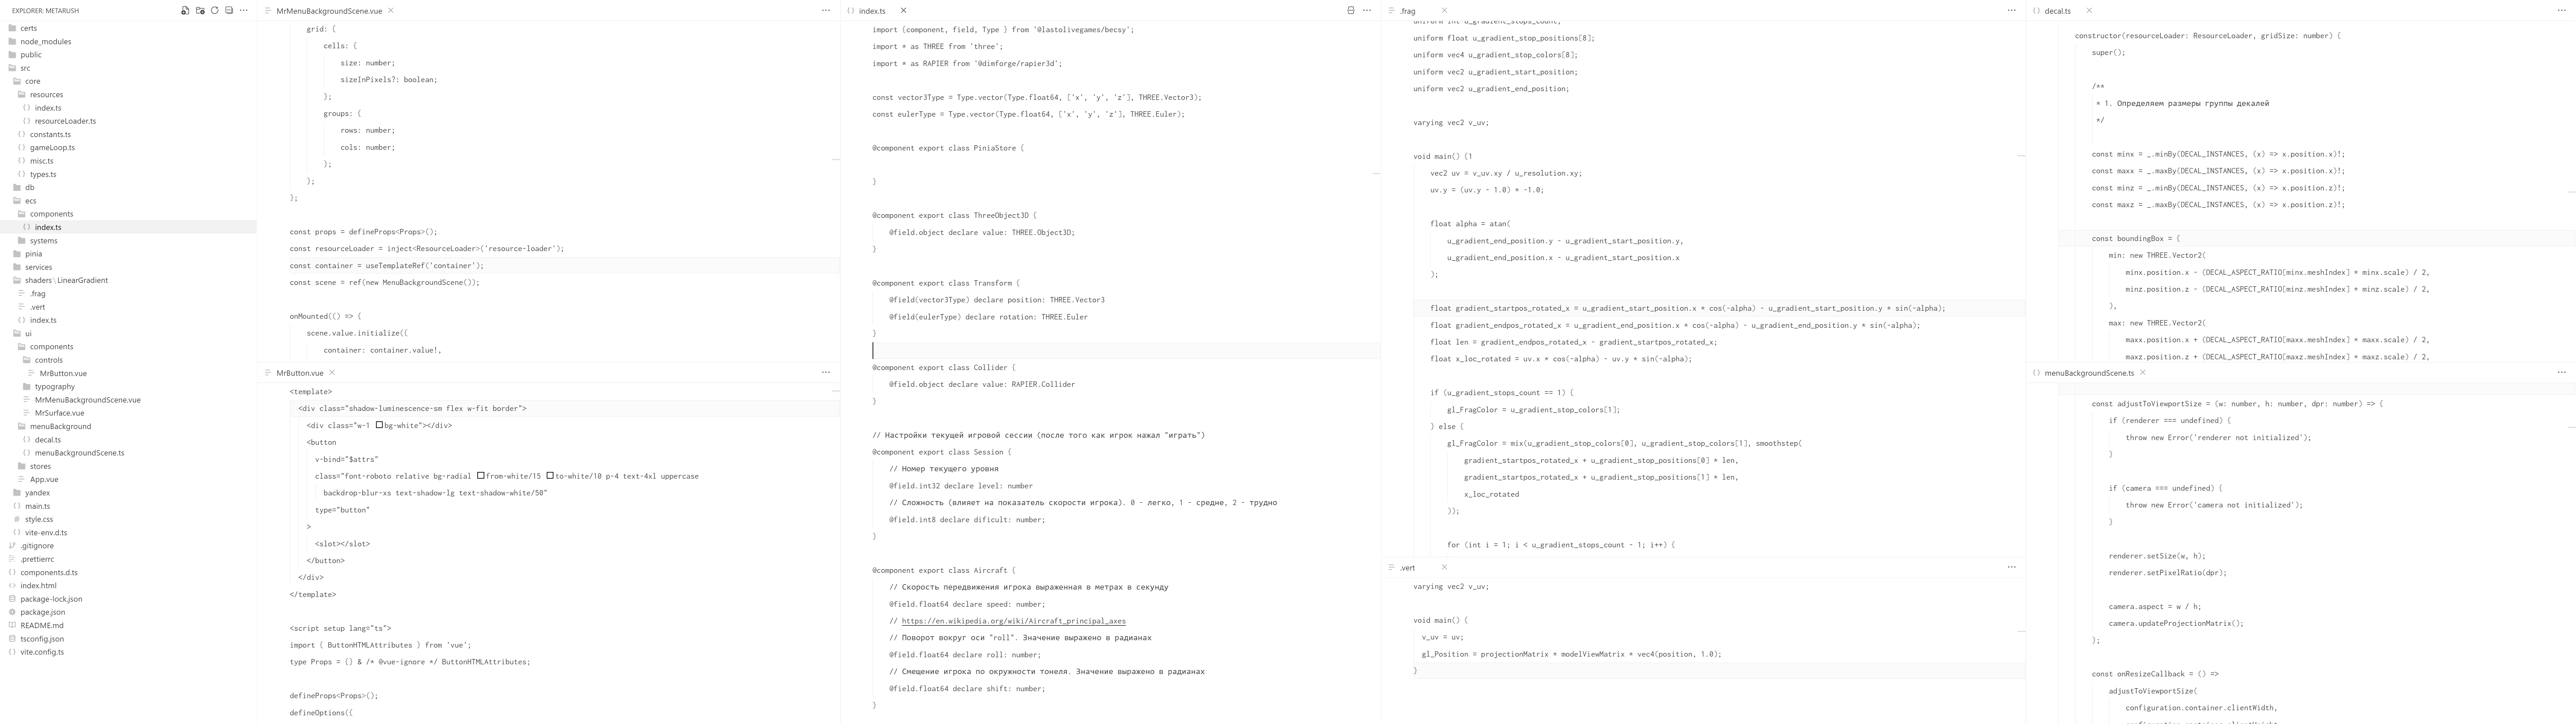 EXPLORER: METARUSH
certs
node_modules
public
src
core
resources
index.ts
resourceLoader.ts
constants.ts
gameLoop.ts
misc.ts
types.ts
db
ecs
components
index.ts
systems
pinia
services
shaders \ LinearGradient
.frag
.vert
index.ts
ui
components
controls
MrButton.vue
typography
MrMenuBackgroundScene.vue
MrSurface.vue
menuBackground
decal.ts
menuBackgroundScene.ts
stores
App.vue
yandex
main.ts
style.css
vite-env.d.ts
.gitignore
.prettierrc
components.d.ts
index.html
package-lock.json
package.json
README.md
tsconfig.json
vite.config.ts
MrMenuBackgroundScene.vue
grid: {
cells: {
size: number;
sizeInPixels?: boolean;
};
groups: {
rows: number;
cols: number;
};
};
};
const props = defineProps<Props>();
const resourceLoader = inject<ResourceLoader>('resource-loader');
const container = useTemplateRef('container');
const scene = ref(new MenuBackgroundScene());
onMounted(() => {
scene.value.initialize({
container: container.value!,
MrButton.vue
<template>
<div class="shadow-luminescence-sm flex w-fit border">
<div class="w-1 bg-white"></div>
<button
v-bind="$attrs"
class="font-roboto relative bg-radial from-white/15 to-white/10 p-4 text-4xl uppercase
backdrop-blur-xs text-shadow-lg text-shadow-white/50"
type="button"
>
<slot></slot>
</button>
</div>
</template>
<script setup lang="ts">
import { ButtonHTMLAttributes } from 'vue';
type Props = {} & /* @vue-ignore */ ButtonHTMLAttributes;
defineProps<Props>();
defineOptions({
index.ts
import {component, field, Type } from '@lastolivegames/becsy';
import * as THREE from 'three';
import * as RAPIER from '@dimforge/rapier3d';
const vector3Type = Type.vector(Type.float64, ['x', 'y', 'z'], THREE.Vector3);
const eulerType = Type.vector(Type.float64, ['x', 'y', 'z'], THREE.Euler);
@component export class PiniaStore {
}
@component export class ThreeObject3D {
@field.object declare value: THREE.Object3D;
}
@component export class Transform {
@field(vector3Type) declare position: THREE.Vector3
@field(eulerType) declare rotation: THREE.Euler
}
@component export class Collider {
@field.object declare value: RAPIER.Collider
}
// Настройки текущей игровой сессии (после того как игрок нажал "играть")
@component export class Session {
// Номер текущего уровня
@field.int32 declare level: number
// Сложность (влияет на показатель скорости игрока). 0 - легко, 1 - средне, 2 - трудно
@field.int8 declare dificult: number;
}
@component export class Aircraft {
// Скорость передвижения игрока выраженная в метрах в секунду
@field.float64 declare speed: number;
// https://en.wikipedia.org/wiki/Aircraft_principal_axes
// Поворот вокруг оси "roll". Значение выражено в радианах
@field.float64 declare roll: number;
// Смещение игрока по окружности тонеля. Значение выражено в радианах
@field.float64 declare shift: number;
}
.frag
uniform int u_gradient_stops_count;
uniform float u_gradient_stop_positions[8];
uniform vec4 u_gradient_stop_colors[8];
uniform vec2 u_gradient_start_position;
uniform vec2 u_gradient_end_position;
varying vec2 v_uv;
void main() {1
vec2 uv = v_uv.xy / u_resolution.xy;
uv.y = (uv.y - 1.0) * -1.0;
float alpha = atan(
u_gradient_end_position.y - u_gradient_start_position.y,
u_gradient_end_position.x - u_gradient_start_position.x
);
float gradient_startpos_rotated_x = u_gradient_start_position.x * cos(-alpha) - u_gradient_start_position.y * sin(-alpha);
float gradient_endpos_rotated_x = u_gradient_end_position.x * cos(-alpha) - u_gradient_end_position.y * sin(-alpha);
float len = gradient_endpos_rotated_x - gradient_startpos_rotated_x;
float x_loc_rotated = uv.x * cos(-alpha) - uv.y * sin(-alpha);
if (u_gradient_stops_count == 1) {
gl_FragColor = u_gradient_stop_colors[1];
} else {
gl_FragColor = mix(u_gradient_stop_colors[0], u_gradient_stop_colors[1], smoothstep(
gradient_startpos_rotated_x + u_gradient_stop_positions[0] * len,
gradient_startpos_rotated_x + u_gradient_stop_positions[1] * len,
x_loc_rotated
));
for (int i = 1; i < u_gradient_stops_count - 1; i++) {
.vert
varying vec2 v_uv;
void main() {
v_uv = uv;
gl_Position = projectionMatrix * modelViewMatrix * vec4(position, 1.0);
}
decal.ts
constructor(resourceLoader: ResourceLoader, gridSize: number) {
super();
/**
* 1. Определяем размеры группы декалей
*/
const minx = _.minBy(DECAL_INSTANCES, (x) => x.position.x)!;
const maxx = _.maxBy(DECAL_INSTANCES, (x) => x.position.x)!;
const minz = _.minBy(DECAL_INSTANCES, (x) => x.position.z)!;
const maxz = _.maxBy(DECAL_INSTANCES, (x) => x.position.z)!;
const boundingBox = {
min: new THREE.Vector2(
minx.position.x - (DECAL_ASPECT_RATIO[minx.meshIndex] * minx.scale) / 2,
minz.position.z - (DECAL_ASPECT_RATIO[minz.meshIndex] * minz.scale) / 2,
),
max: new THREE.Vector2(
maxx.position.x + (DECAL_ASPECT_RATIO[maxx.meshIndex] * maxx.scale) / 2,
maxz.position.z + (DECAL_ASPECT_RATIO[maxz.meshIndex] * maxz.scale) / 2,
menuBackgroundScene.ts
const adjustToViewportSize = (w: number, h: number, dpr: number) => {
if (renderer === undefined) {
throw new Error('renderer not initialized');
}
if (camera === undefined) {
throw new Error('camera not initialized');
}
renderer.setSize(w, h);
renderer.setPixelRatio(dpr);
camera.aspect = w / h;
camera.updateProjectionMatrix();
};
const onResizeCallback = () =>
adjustToViewportSize(
configuration.container.clientWidth,